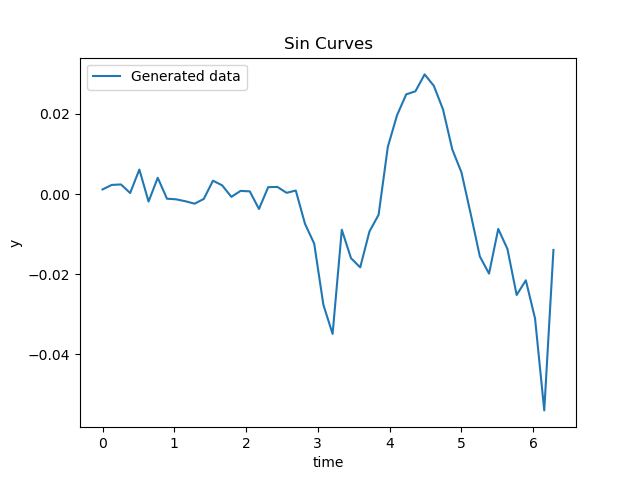 Sin Curves
Generated data
y
0.02
0.00
−0.02
−0.04
0 1 2 3 4 5 6
time